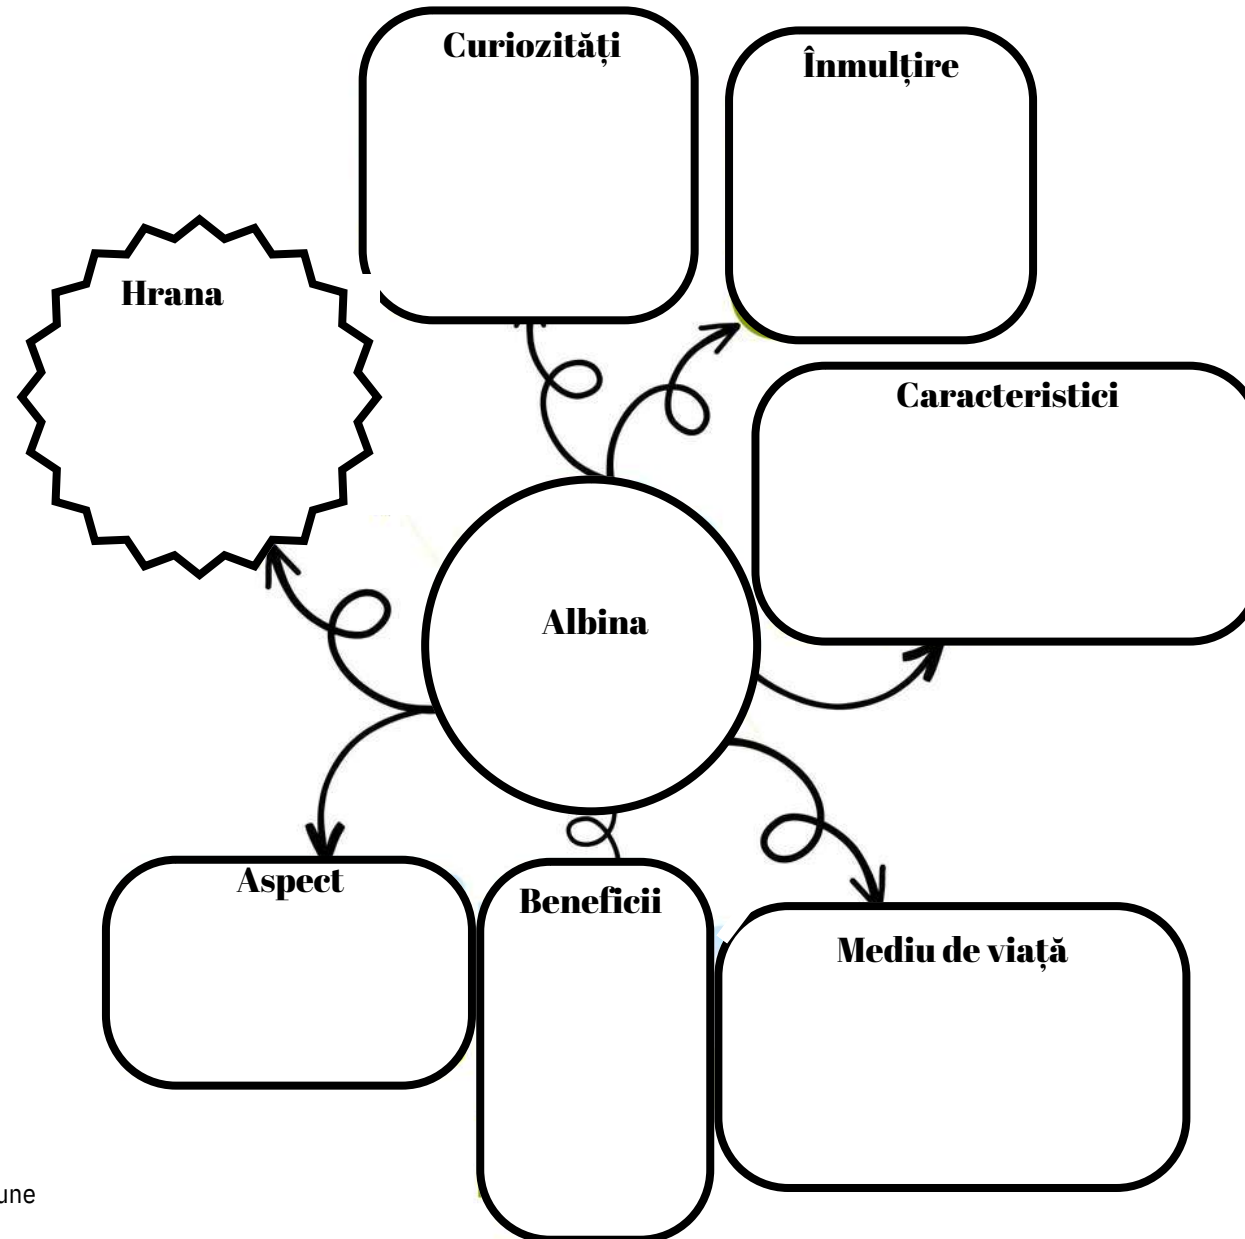 Curiozități
Înmulțire
Hrana
Caracteristici
Albina
Aspect
Beneficii
Mediu de viață
une